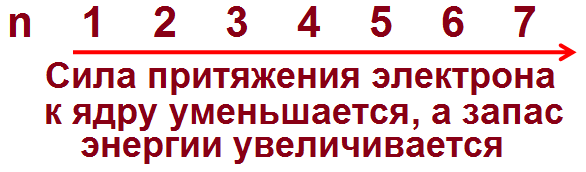 n 1 2 3 4 5 6 7
Сила притяжения электрона
к ядру уменьшается, а запас
энергии увеличивается